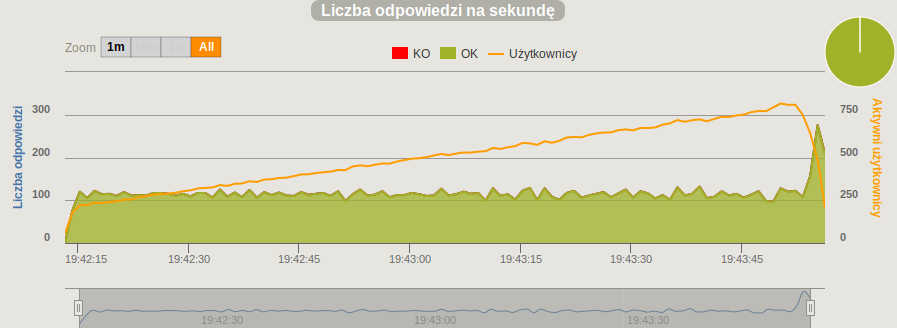 Liczba odpowiedzi na sekundę
Zoom 1m 10m 1h All
KO OK Użytkownicy
Liczba odpowiedzi
300
200
100
0
750
500
250
0
Aktywni użytkownicy
19:42:15 19:42:30 19:42:45 19:43:00 19:43:15 19:43:30 19:43:45
19:42:30 19:43:00 19:43:30